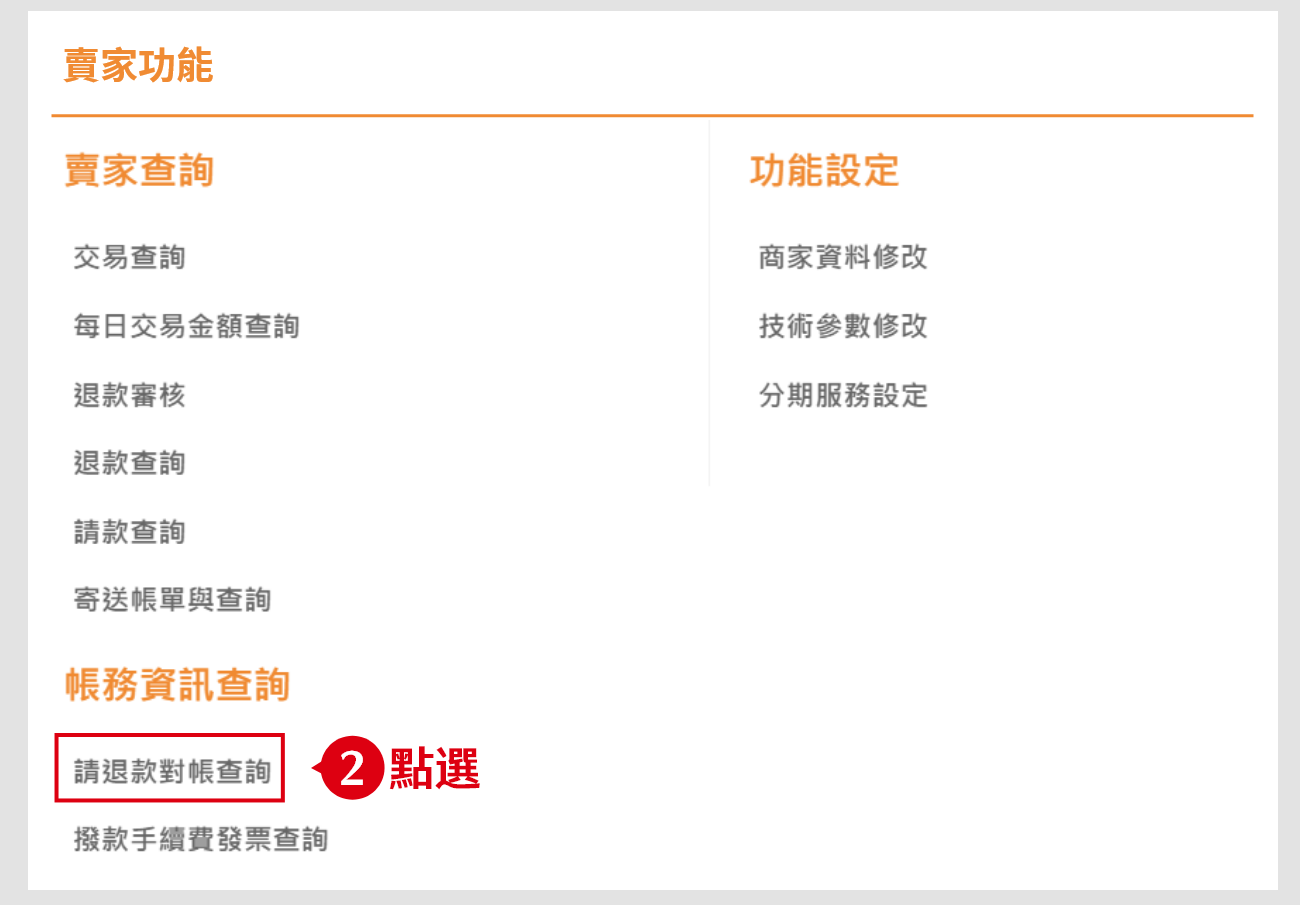 賣家功能
賣家查詢
交易查詢
每日交易金額查詢
退款審核
退款查詢
請款查詢
寄送帳單與查詢
帳務資訊查詢
請退款對帳查詢
2 點選
撥款手續費發票查詢
功能設定
商家資料修改
技術參數修改
分期服務設定